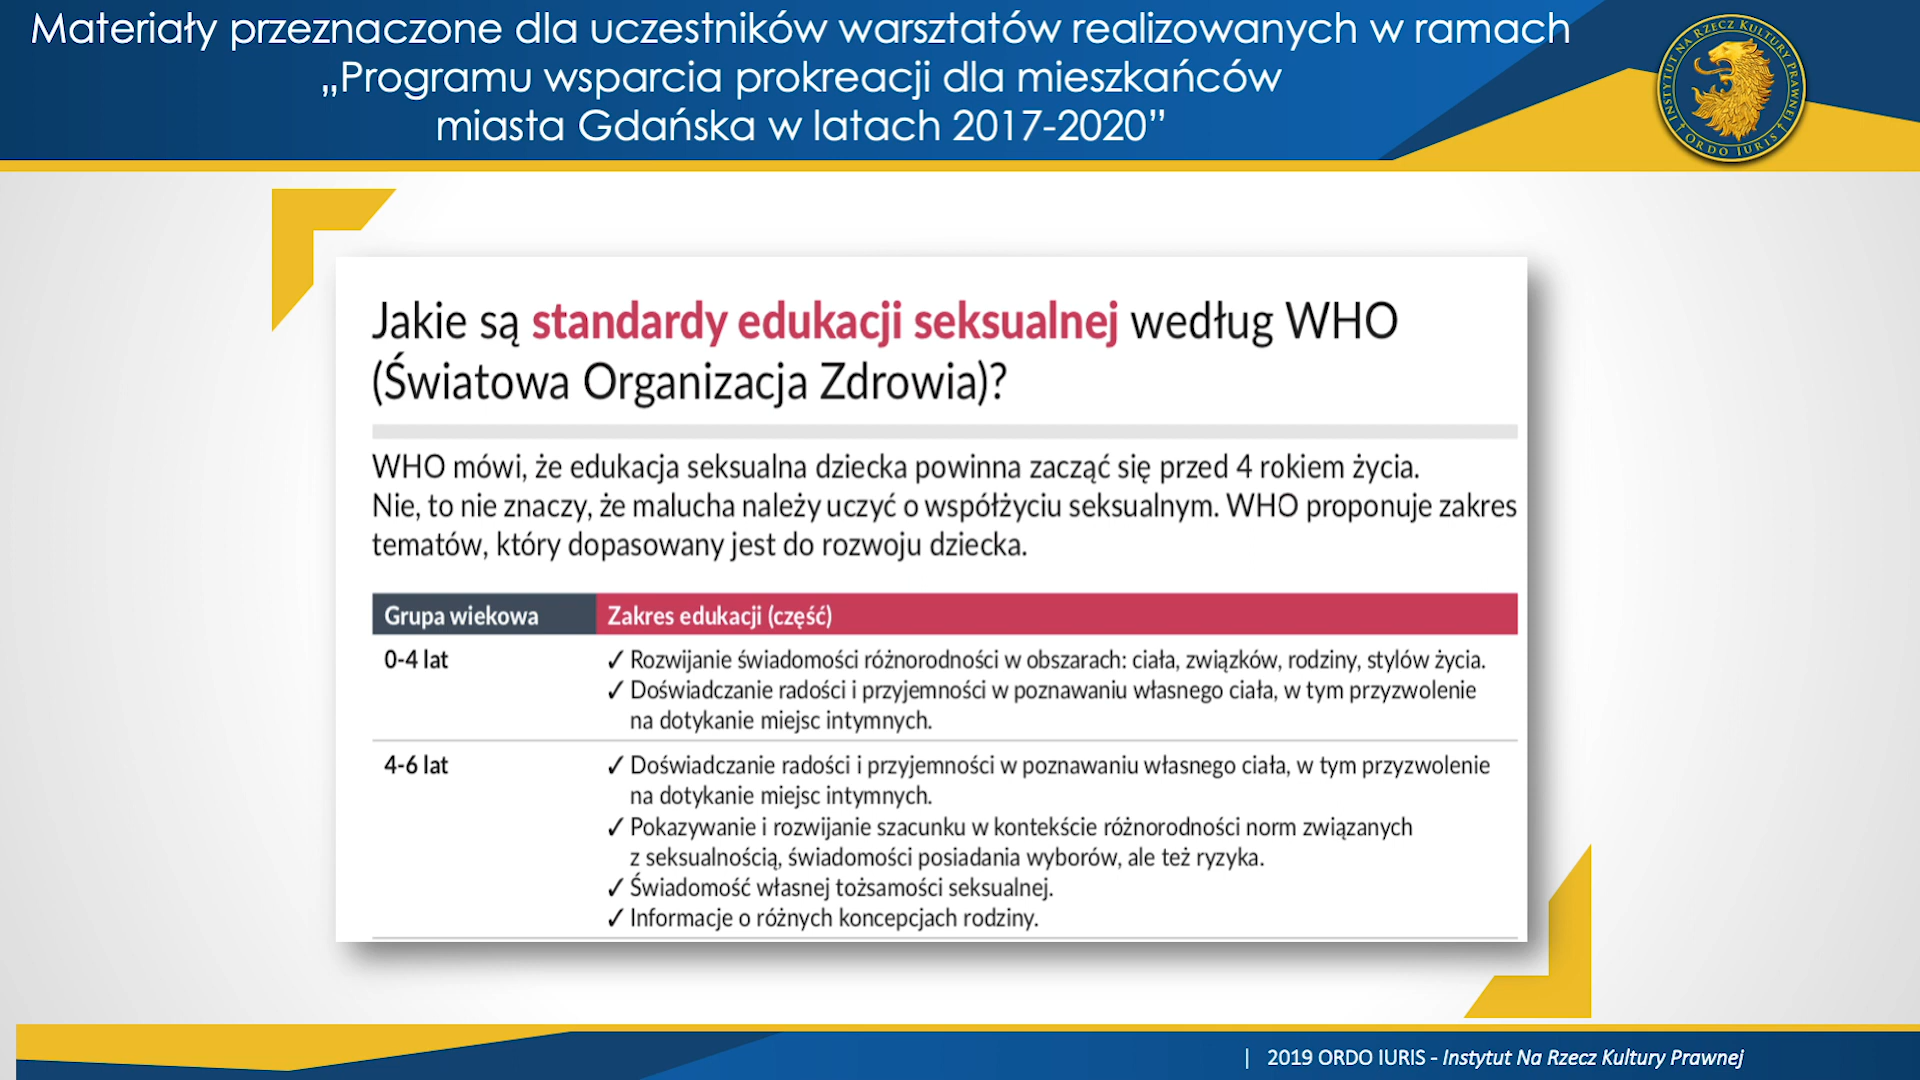 Materiały przeznaczone dla uczestników warsztatów realizowanych w ramach
„Programu wsparcia prokreacji dla mieszkańców
miasta Gdańska w latach 2017-2020”
INSTYTUT NA RZECZ KULTURY PRAWNEJ
ORDO IURIS
Jakie są standardy edukacji seksualnej według WHO
(Światowa Organizacja Zdrowia)?
WHO mówi, że edukacja seksualna dziecka powinna zacząć się przed 4 rokiem życia.
Nie, to nie znaczy, że malucha należy uczyć o współżyciu seksualnym. WHO proponuje zakres
tematów, który dopasowany jest do rozwoju dziecka.
Grupa wiekowa Zakres edukacji (część)
0-4 lat ✓ Rozwijanie świadomości różnorodności w obszarach: ciała, związków, rodziny, stylów życia.
✓ Doświadczanie radości i przyjemności w poznawaniu własnego ciała, w tym przyzwolenie
na dotykanie miejsc intymnych.
4-6 lat ✓ Doświadczanie radości i przyjemności w poznawaniu własnego ciała, w tym przyzwolenie
na dotykanie miejsc intymnych.
✓ Pokazywanie i rozwijanie szacunku w kontekście różnorodności norm związanych
z seksualnością, świadomości posiadania wyborów, ale też ryzyka.
✓ Świadomość własnej tożsamości seksualnej.
✓ Informacje o różnych koncepcjach rodziny.
| 2019 ORDO IURIS - Instytut Na Rzecz Kultury Prawnej